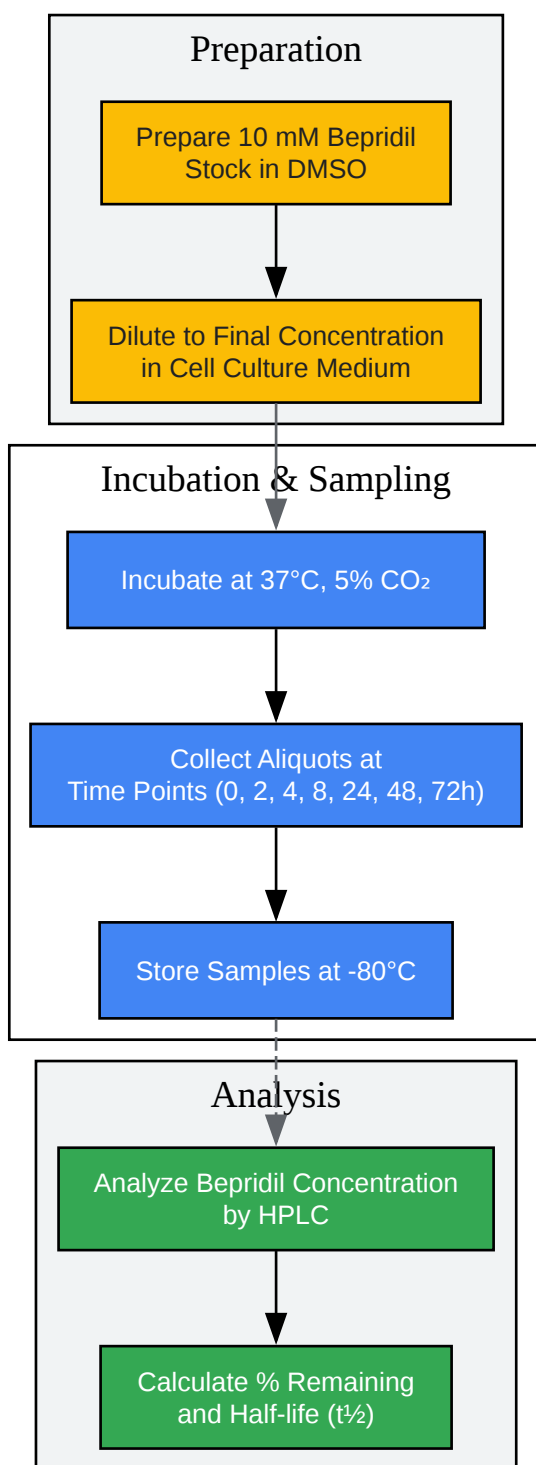 Preparation
Prepare 10 mM Bepridil
Stock in DMSO
Dilute to Final Concentration
in Cell Culture Medium
Incubation & Sampling
Incubate at 37°C, 5% CO₂
Collect Aliquots at
Time Points (0, 2, 4, 8, 24, 48, 72h)
Store Samples at -80°C
Analysis
Analyze Bepridil Concentration
by HPLC
Calculate % Remaining
and Half-life (t½)